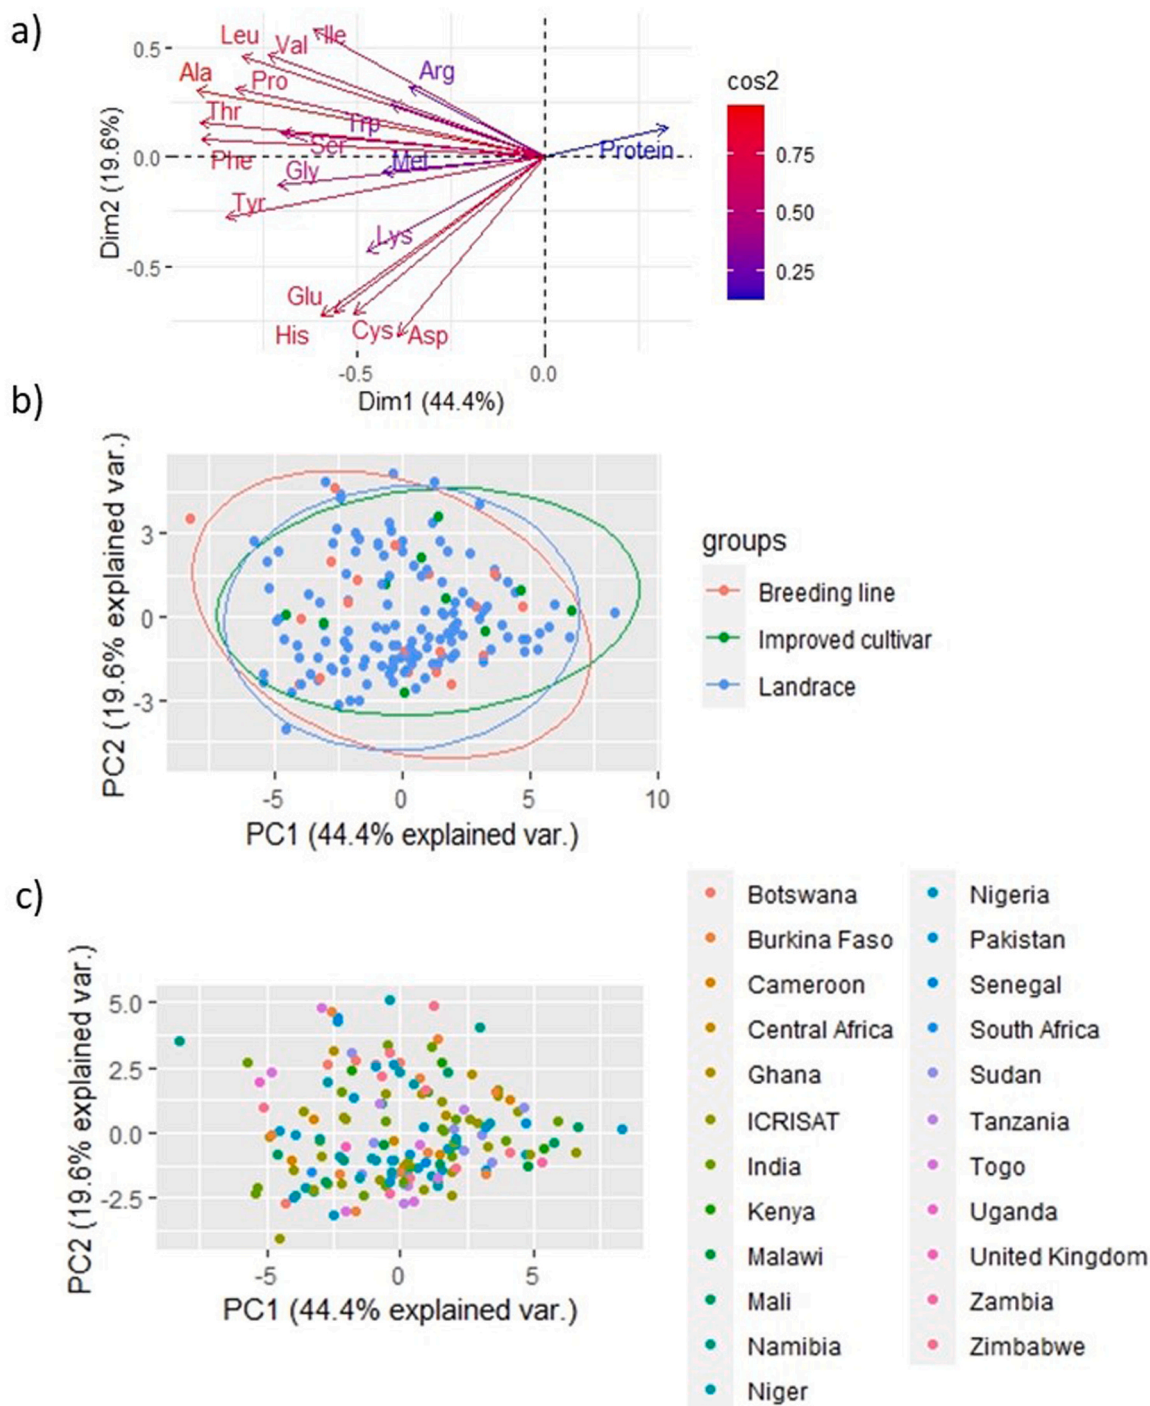 a)
Leu Val Ile
Ala Pro Arg
Thr Trp
Ser
Phe Gly Met Protein
Tyr
Lys
Glu
His Cys Asp
0.5
0.0
-0.5
Dim2 (19.6%)
-0.5 0.0
Dim1 (44.4%)
cos2
0.75
0.50
0.25
b)
PC2 (19.6% explained var.)
3
0
-3
-5 0 5 10
PC1 (44.4% explained var.)
groups
Breeding line
Improved cultivar
Landrace
c)
PC2 (19.6% explained var.)
5.0
2.5
0.0
-2.5
-5 0 5
PC1 (44.4% explained var.)
Botswana
Burkina Faso
Cameroon
Central Africa
Ghana
ICRISAT
India
Kenya
Malawi
Mali
Namibia
Niger
Nigeria
Pakistan
Senegal
South Africa
Sudan
Tanzania
Togo
Uganda
United Kingdom
Zambia
Zimbabwe